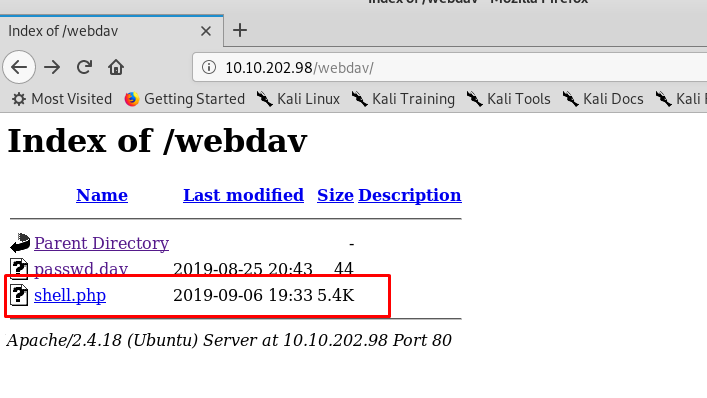 Index of /webdav - Mozilla Firefox
Index of /webdav
10.10.202.98/webdav/
Most Visited Getting Started Kali Linux Kali Training Kali Tools Kali Docs Kali
Index of /webdav
Name Last modified Size Description
Parent Directory -
passwd.dav 2019-08-25 20:43 44
shell.php 2019-09-06 19:33 5.4K
Apache/2.4.18 (Ubuntu) Server at 10.10.202.98 Port 80